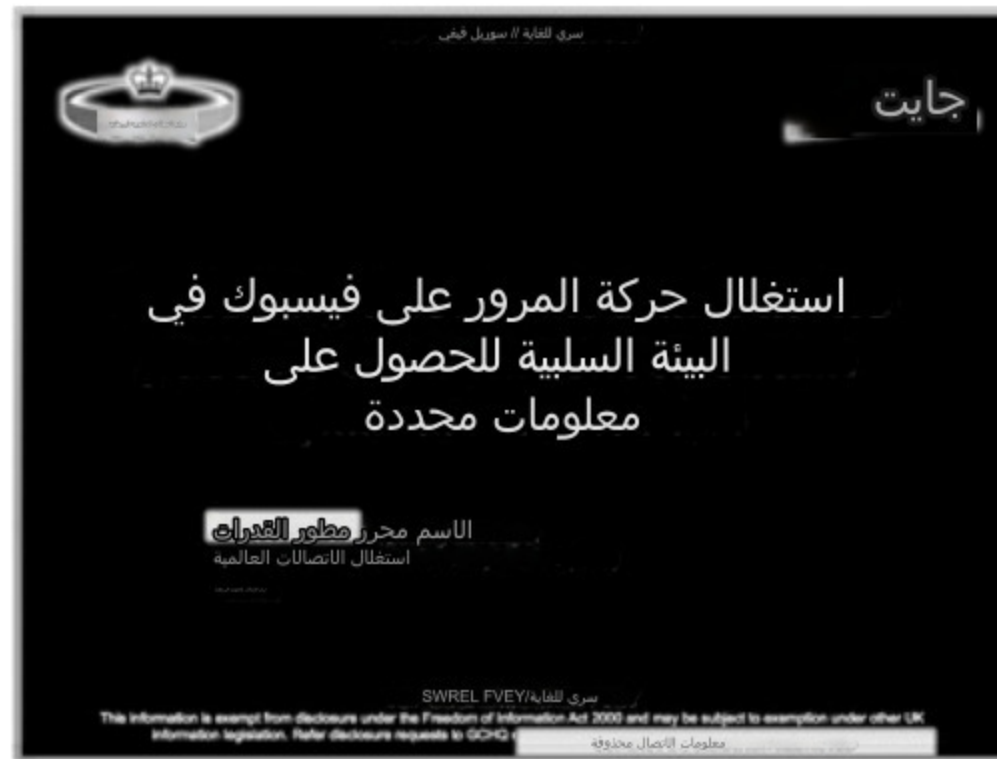 سري للغاية // سوريل فيفي
جايت
استغلال حركة المرور على فيسبوك في
البيئة السلبية للحصول على
معلومات محددة
الاسم محرز مطور القدرات
استغلال الاتصالات العالمية
سري للغاية/SWREL FVEY
This information is exempt from disclosure under the Freedom of Information Act 2000 and may be subject to exemption under other UK
information legislation. Refer disclosure requests to GCHQ
معلومات الاتصال محذوفة